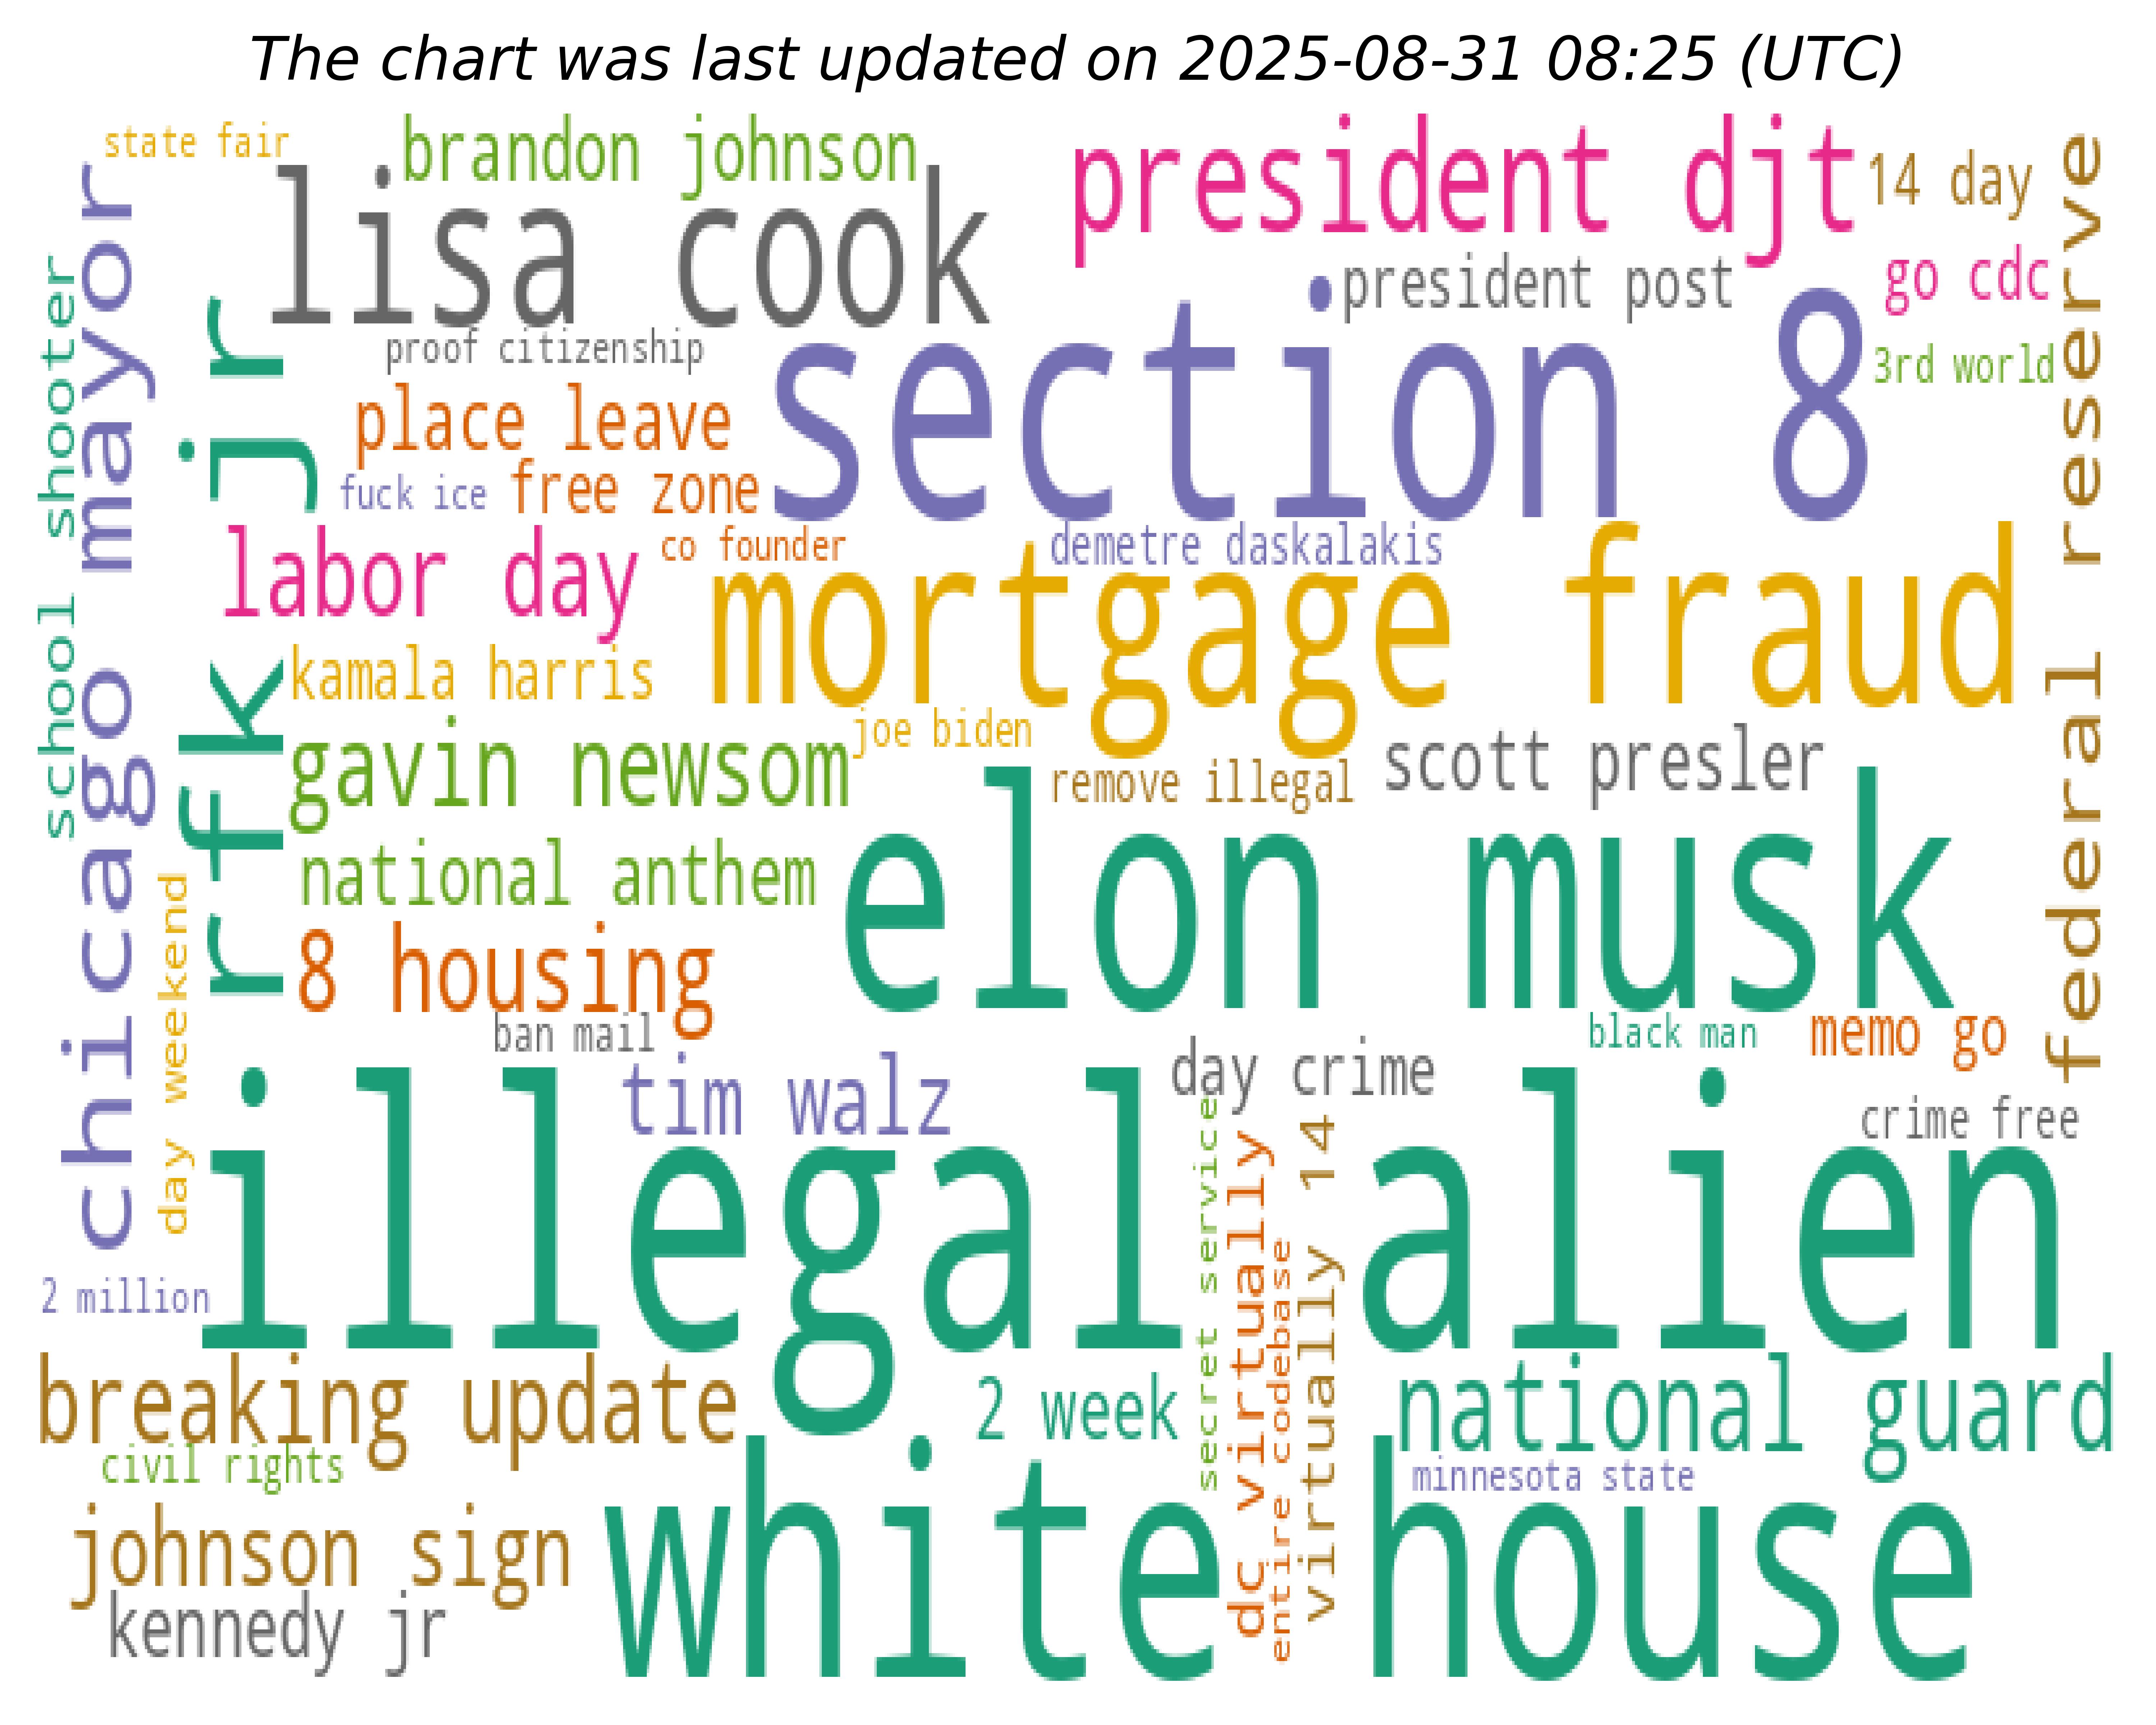 The chart was last updated on 2025-08-31 08:25 (UTC)
state fair
brandon johnson
president djt
14 day
lisa cook
president post
go cdc
proof citizenship
section 8
3rd world
place leave
fuck ice
free zone
labor day
co founder
demetre daskalakis
mortgage fraud
kamala harris
joe biden
gavin newsom
remove illegal
scott presler
national anthem
elon musk
8 housing
ban mail
black man
memo go
tim walz
day crime
crime free
illegal alien
2 million
breaking update
2 week
national guard
civil rights
minnesota state
johnson sign
white house
kennedy jr
school shooter
chicago mayor
day weekend
rfk jr
secret service
dc virtually
entire codebase
virtually 14
federal reserve